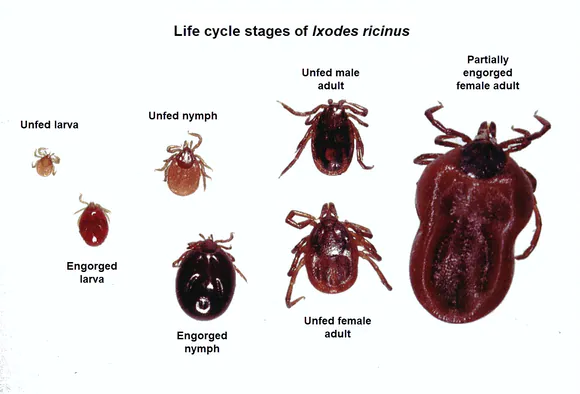 Life cycle stages of Ixodes ricinus
Partially
engorged
female adult
Unfed male
adult
Unfed nymph
Unfed larva
Engorged
larva
Unfed female
adult
Engorged
nymph